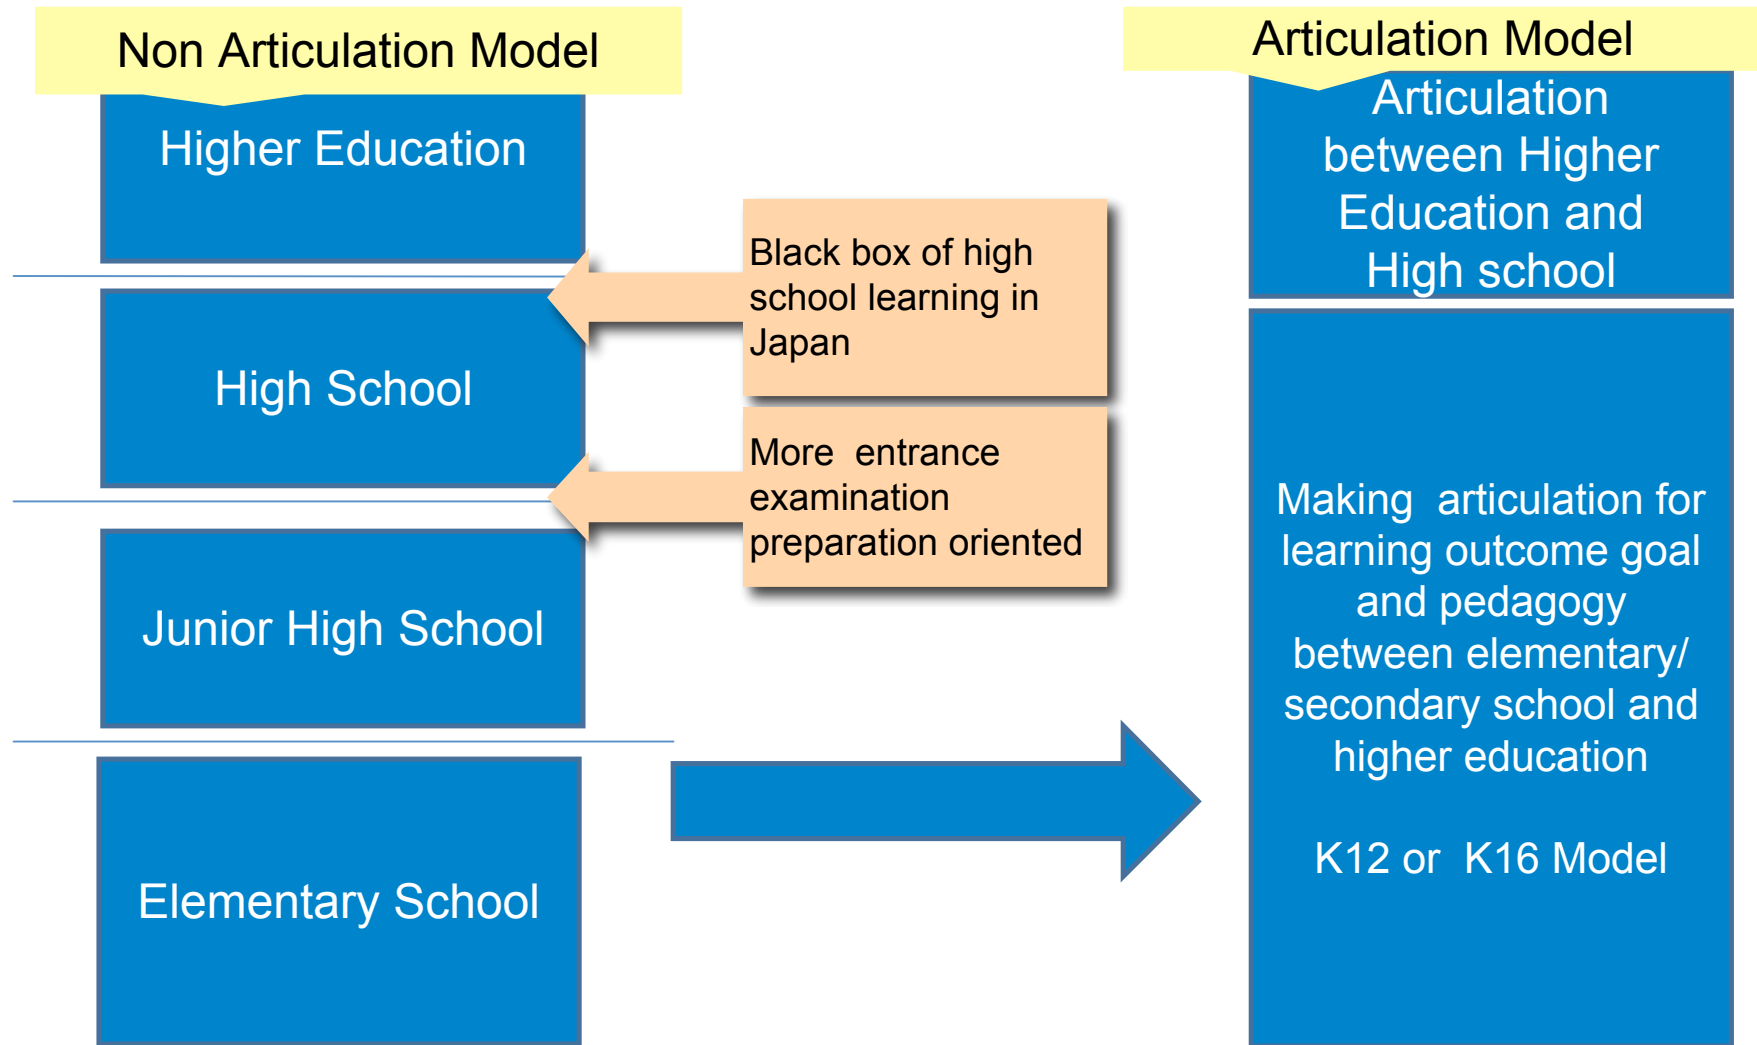 Non Articulation Model
Higher Education
High School
Junior High School
Elementary School
Black box of high
school learning in
Japan
More entrance
examination
preparation oriented
Articulation Model
Articulation
between Higher
Education and
High school
Making articulation for
learning outcome goal
and pedagogy
between elementary/
secondary school and
higher education
K12 or K16 Model